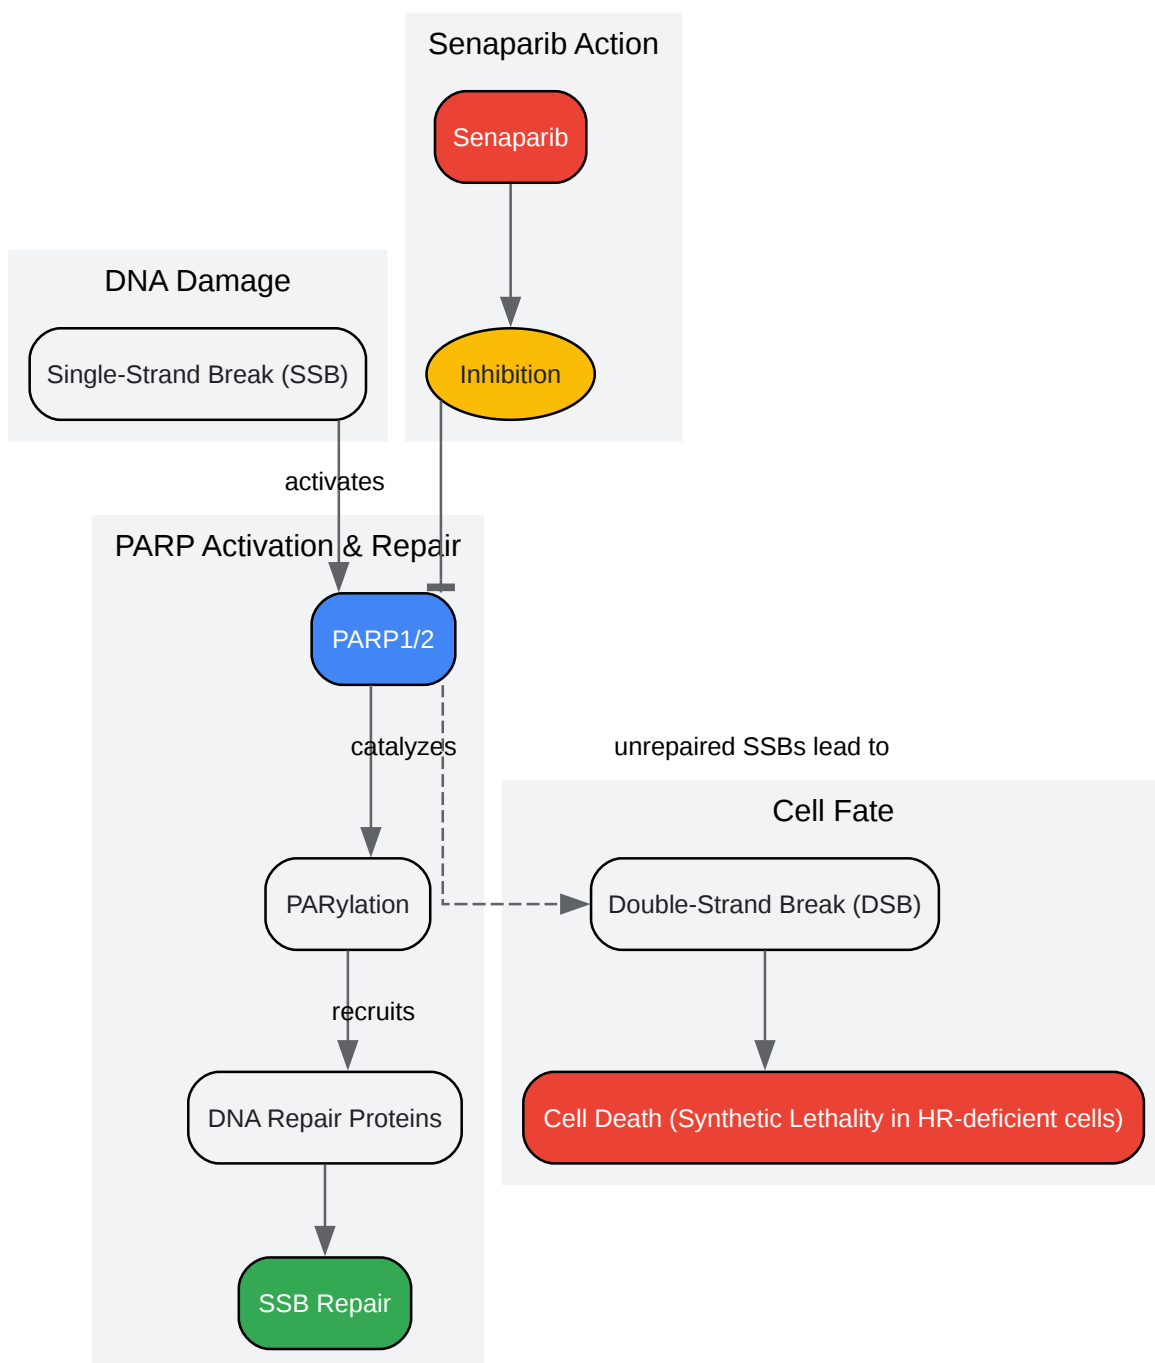 Senaparib Action
Senaparib
DNA Damage
Single-Strand Break (SSB)
Inhibition
activates
PARP Activation & Repair
PARP1/2
catalyzes
unrepaired SSBs lead to
Cell Fate
PARylation
Double-Strand Break (DSB)
recruits
DNA Repair Proteins
Cell Death (Synthetic Lethality in HR-deficient cells)
SSB Repair